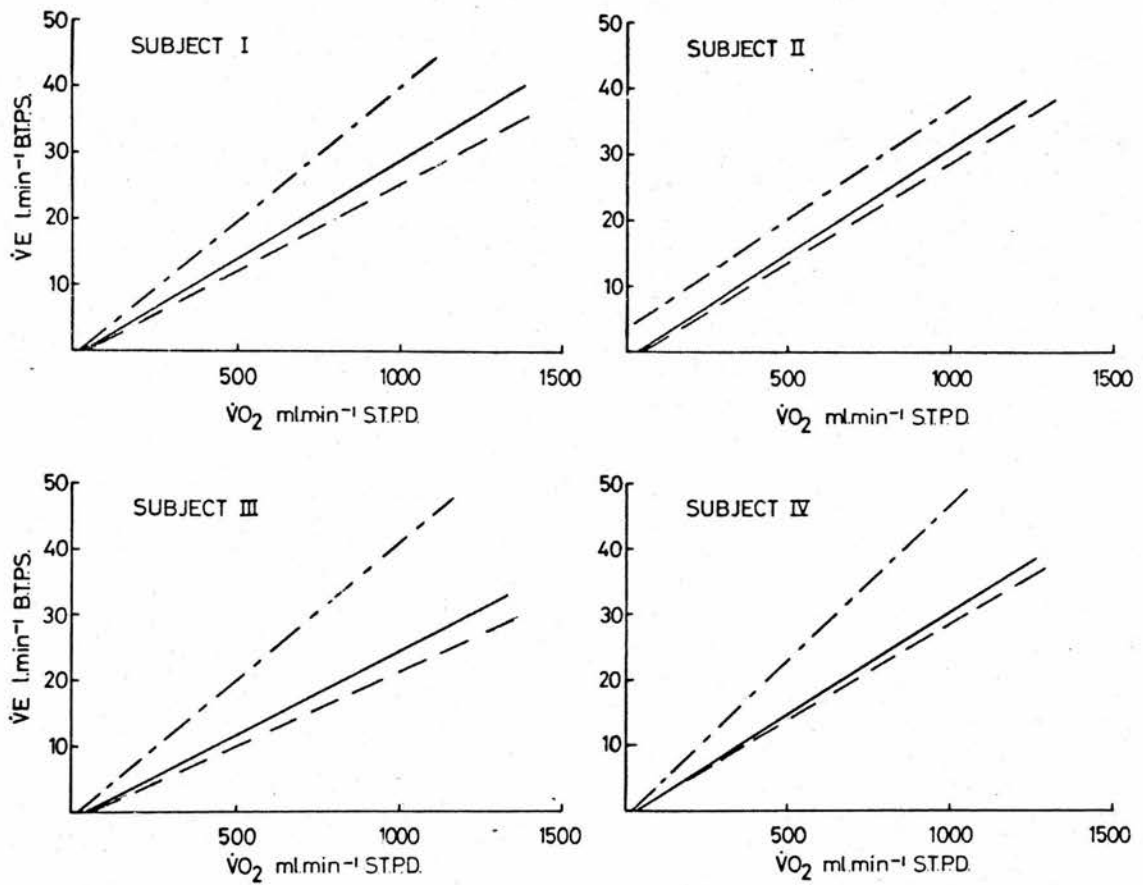 SUBJECT I
50
40
30
20
10
V̇E l.min⁻¹ B.T.P.S.
500 1000 1500
V̇O₂ ml.min⁻¹ S.T.P.D.
SUBJECT II
50
40
30
20
10
500 1000 1500
V̇O₂ ml.min⁻¹ S.T.P.D.
SUBJECT III
50
40
30
20
10
V̇E l.min⁻¹ B.T.P.S.
500 1000 1500
V̇O₂ ml.min⁻¹ S.T.P.D.
SUBJECT IV
50
40
30
20
10
500 1000 1500
V̇O₂ ml.min⁻¹ S.T.P.D.